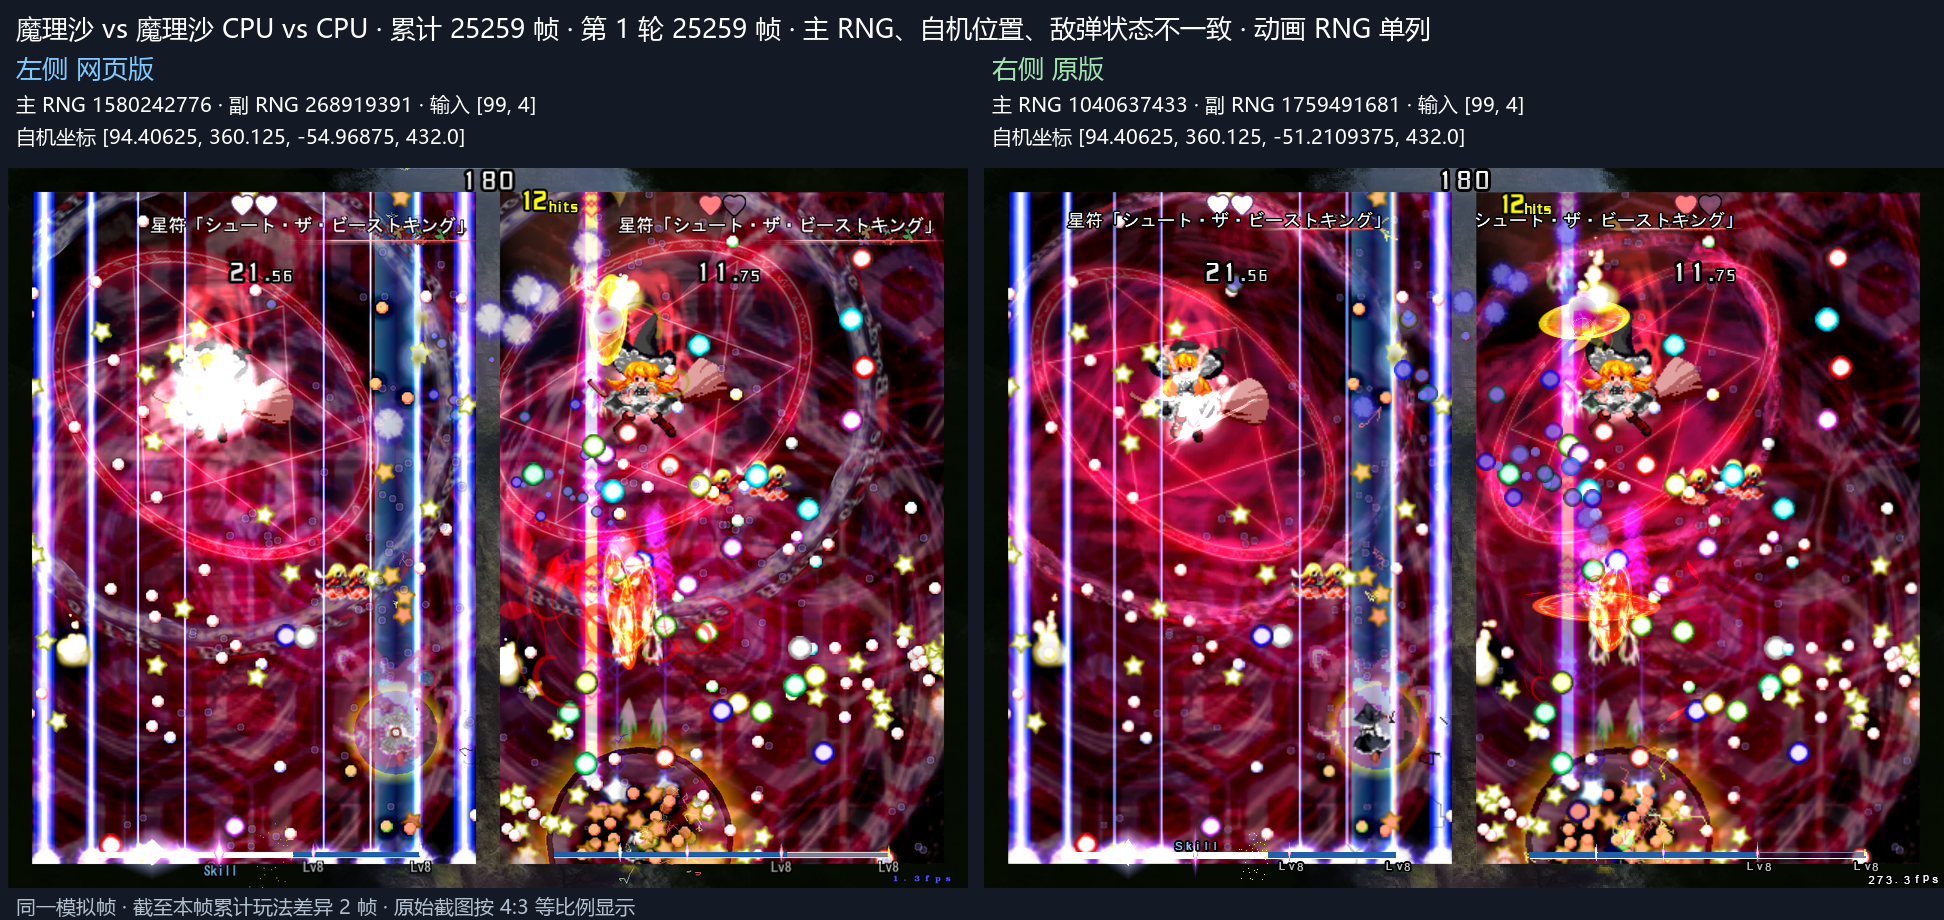 魔理沙 vs 魔理沙 CPU vs CPU · 累计 25259 帧 · 第 1 轮 25259 帧 · 主 RNG、自机位置、敌弹状态不一致 · 动画 RNG 单列
左侧 网页版
主 RNG 1580242776 · 副 RNG 268919391 · 输入 [99, 4]
自机坐标 [94.40625, 360.125, -54.96875, 432.0]
右侧 原版
主 RNG 1040637433 · 副 RNG 1759491681 · 输入 [99, 4]
自机坐标 [94.40625, 360.125, -51.2109375, 432.0]
180
12hits
星符「シュート・ザ・ビーストキング」
星符「シュート・ザ・ビーストキング」
21.56
11.75
Skill
Lv8
Lv8
Lv8
Lv8
1.3fps
180
12hits
星符「シュート・ザ・ビーストキング」
シュート・ザ・ビーストキング」
21.56
11.75
Skill
Lv8
Lv8
Lv8
Lv8
273.3fps
同一模拟帧 · 截至本帧累计玩法差异 2 帧 · 原始截图按 4:3 等比例显示